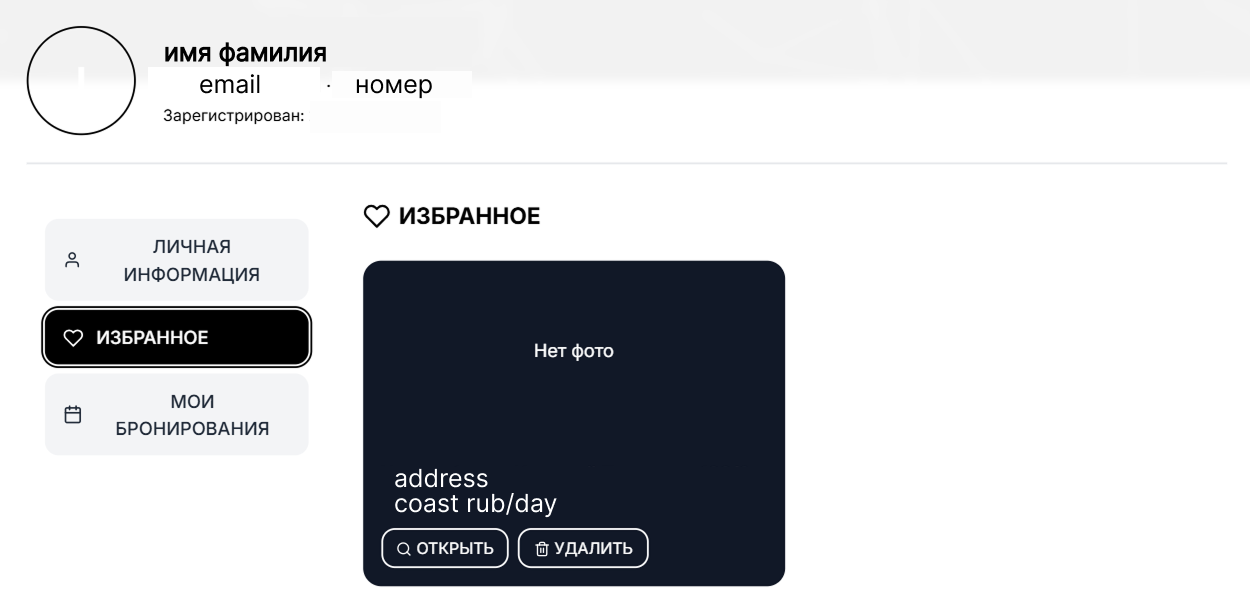 имя фамилия
email · номер
Зарегистрирован:
ЛИЧНАЯ
ИНФОРМАЦИЯ
ИЗБРАННОЕ
МОИ
БРОНИРОВАНИЯ
ИЗБРАННОЕ
Нет фото
address
coast rub/day
ОТКРЫТЬ УДАЛИТЬ